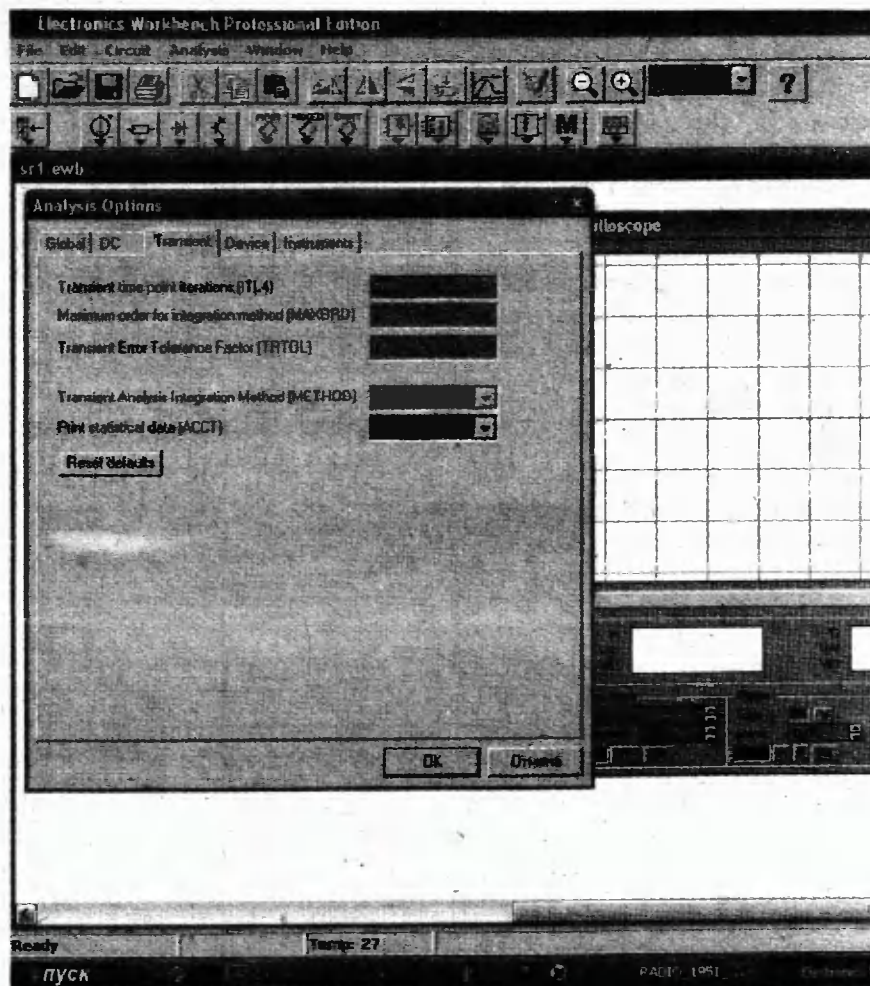 Electronics Workbench Professional Edition
File Edit Circuit Analysis Window Help
?
M
sr1.ewb
Analysis Options
illoscope
Global DC Transient Device Instruments
Transient time point iterations (ITL4)
Maximum order for integration method [MAXORD]
Transient Error Tolerance Factor [TRTOL]
Transient Analysis Integration Method [METHOD]
Print statistical data [ACCT]
Reset defaults
OK Отмена
Ready Temp: 27
пуск RADIO_1951_